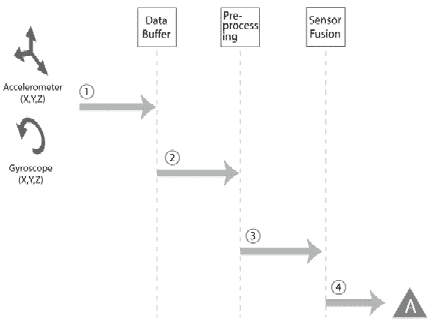 Data
Buffer
Pre-
process
ing
Sensor
Fusion
Accelerometer
(X,Y,Z)
1
Gyroscope
(X,Y,Z)
2
3
4
Λ